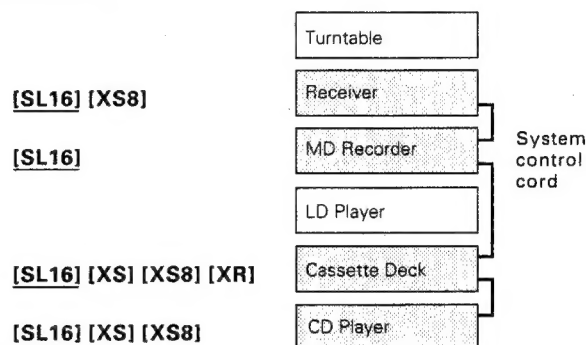 Turntable
[SL16] [XS8]
Receiver
[SL16]
MD Recorder
System
control
cord
LD Player
[SL16] [XS] [XS8] [XR]
Cassette Deck
[SL16] [XS] [XS8]
CD Player